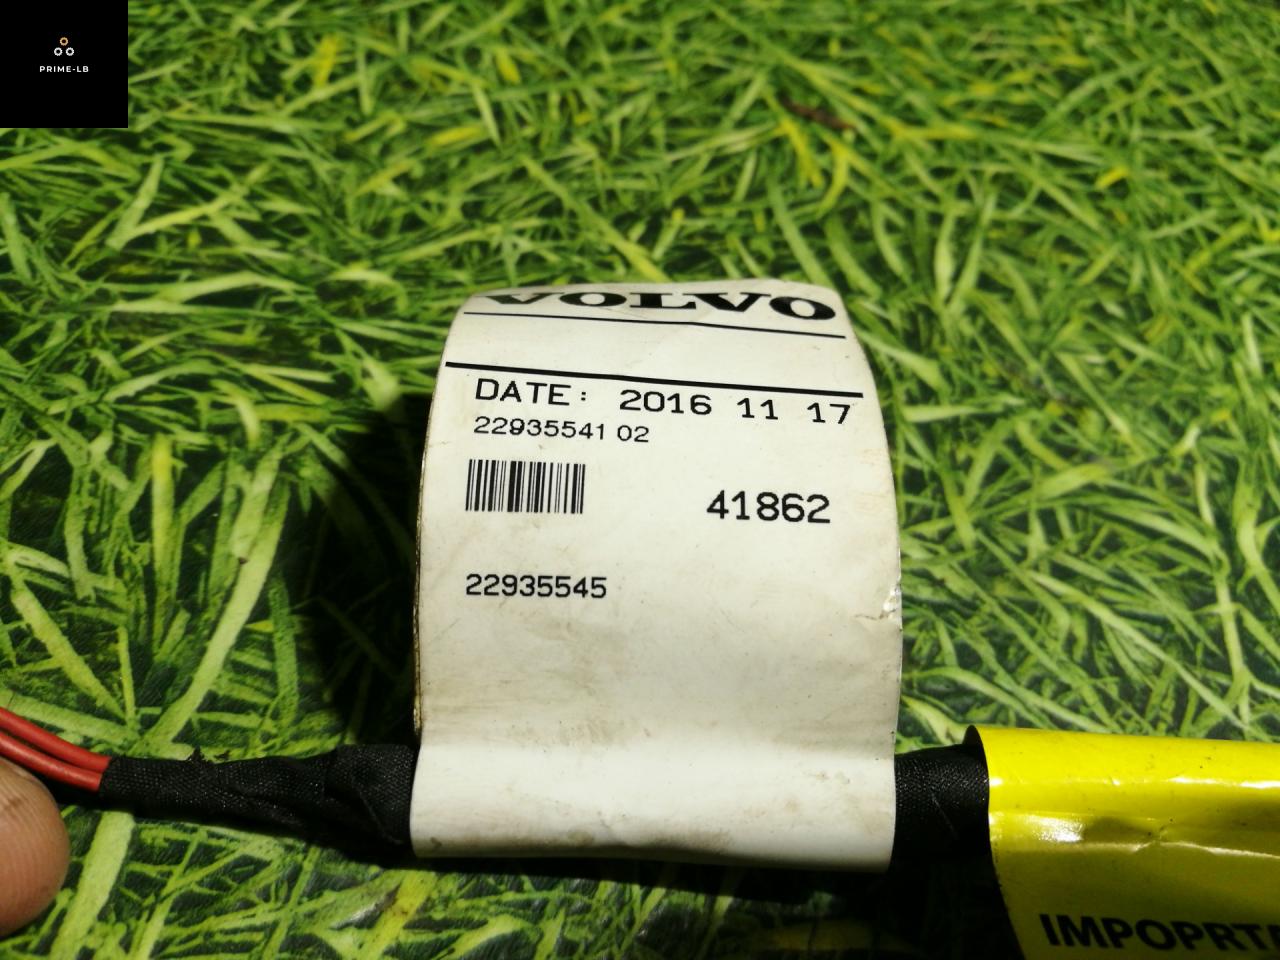 PRIME-LB
VOLVO
DATE: 2016 11 17
22935541 02
41862
22935545
IMPOPRTA